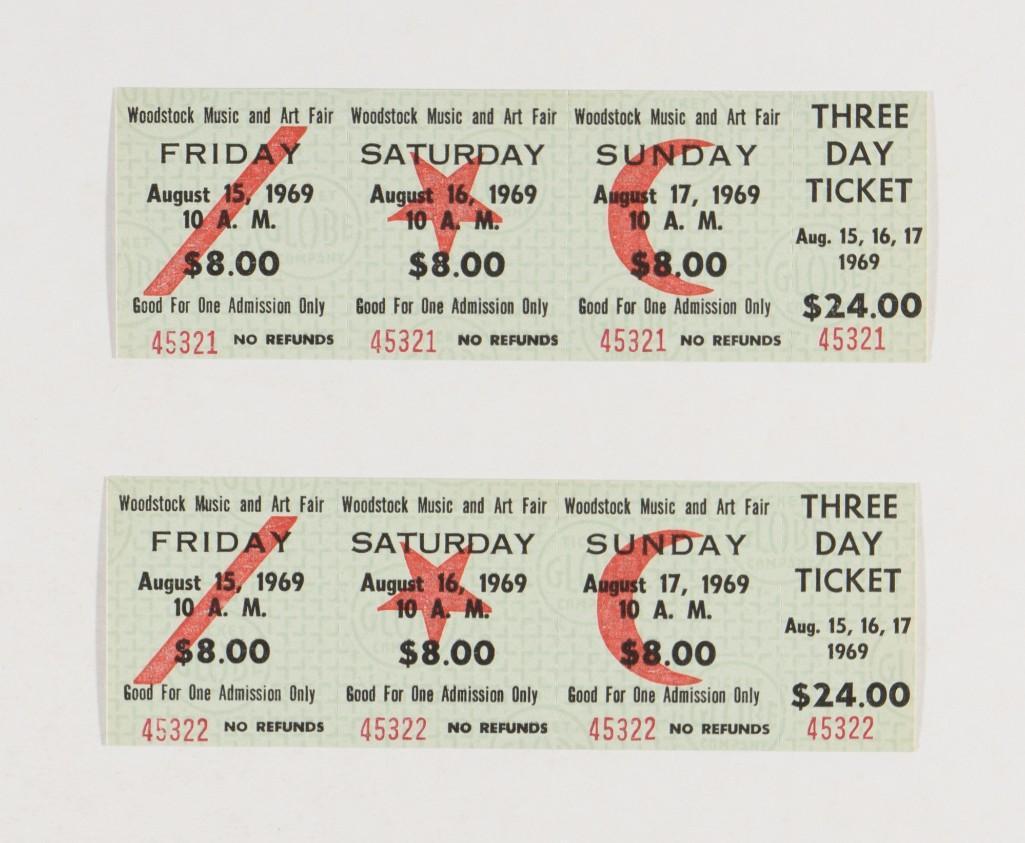 Woodstock Music and Art Fair
FRIDAY
August 15, 1969
10 A. M.
$8.00
Good For One Admission Only
45321 NO REFUNDS
Woodstock Music and Art Fair
SATURDAY
August 16, 1969
10 A. M.
$8.00
Good For One Admission Only
45321 NO REFUNDS
Woodstock Music and Art Fair
SUNDAY
August 17, 1969
10 A. M.
$8.00
Good For One Admission Only
45321 NO REFUNDS
THREE
DAY
TICKET
Aug. 15, 16, 17
1969
$24.00
45321
Woodstock Music and Art Fair
FRIDAY
August 15, 1969
10 A. M.
$8.00
Good For One Admission Only
45322 NO REFUNDS
Woodstock Music and Art Fair
SATURDAY
August 16, 1969
10 A. M.
$8.00
Good For One Admission Only
45322 NO REFUNDS
Woodstock Music and Art Fair
SUNDAY
August 17, 1969
10 A. M.
$8.00
Good For One Admission Only
45322 NO REFUNDS
THREE
DAY
TICKET
Aug. 15, 16, 17
1969
$24.00
45322